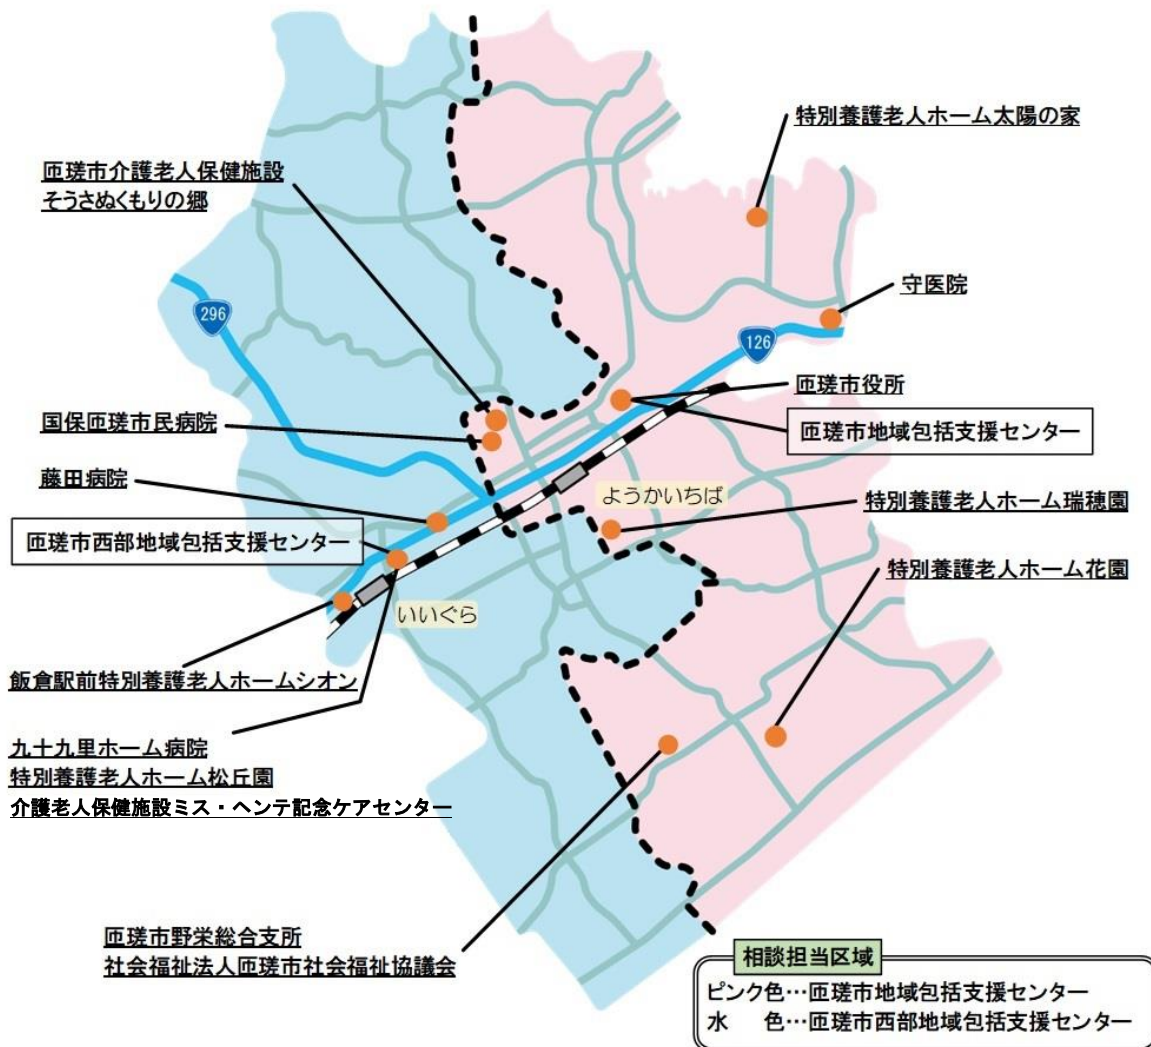 特別養護老人ホーム太陽の家
匝瑳市介護老人保健施設
そうさぬくもりの郷
守医院
296
126
匝瑳市役所
国保匝瑳市民病院
匝瑳市地域包括支援センター
藤田病院
ようかいちば
特別養護老人ホーム瑞穂園
匝瑳市西部地域包括支援センター
特別養護老人ホーム花園
いいぐら
飯倉駅前特別養護老人ホームシオン
九十九里ホーム病院
特別養護老人ホーム松丘園
介護老人保健施設ミス・ヘンテ記念ケアセンター
匝瑳市野栄総合支所
社会福祉法人匝瑳市社会福祉協議会
相談担当区域
ピンク色…匝瑳市地域包括支援センター
水　　色…匝瑳市西部地域包括支援センター